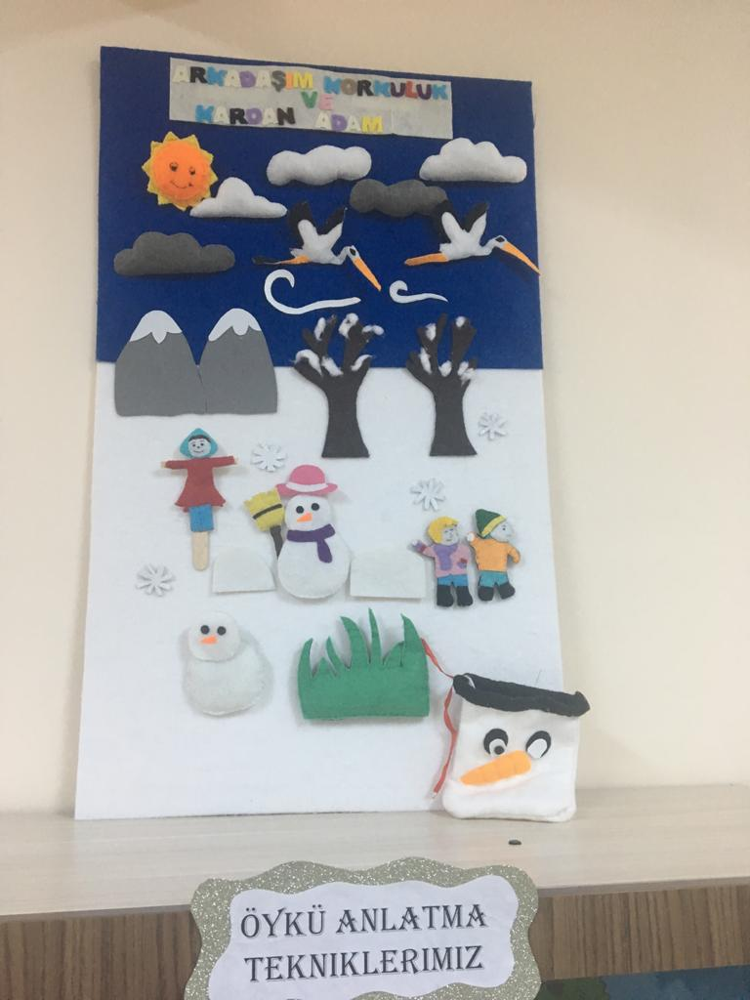 ARKADAŞIM KORKULUK
VE
KARDAN ADAM
ÖYKÜ ANLATMA
TEKNIKLERIMIZ